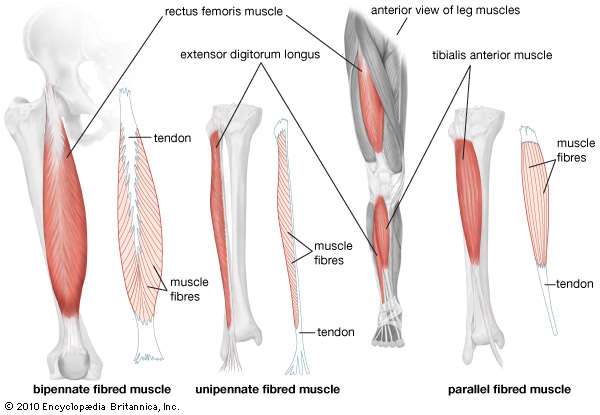 rectus femoris muscle
anterior view of leg muscles
extensor digitorum longus
tibialis anterior muscle
tendon
muscle
fibres
muscle
fibres
muscle
fibres
tendon
tendon
bipennate fibred muscle
unipennate fibred muscle
parallel fibred muscle
© 2010 Encyclopædia Britannica, Inc.